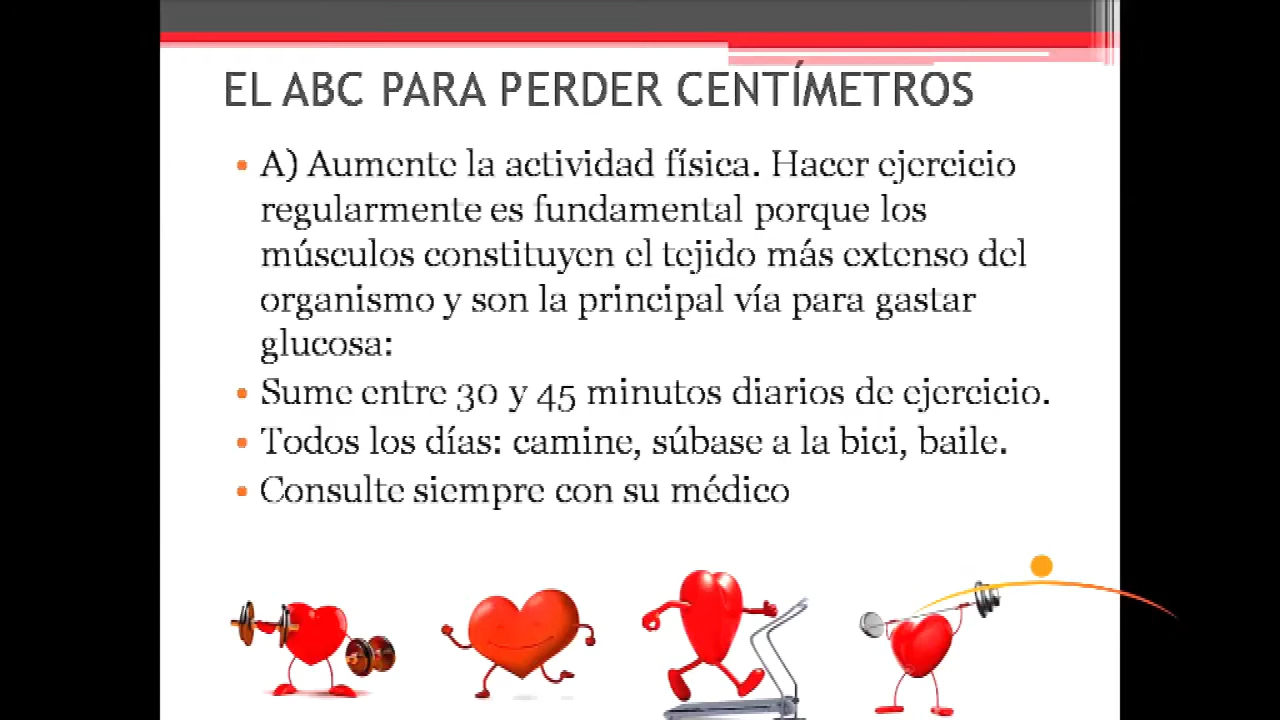 EL ABC PARA PERDER CENTÍMETROS
• A) Aumente la actividad física. Hacer ejercicio
regularmente es fundamental porque los
músculos constituyen el tejido más extenso del
organismo y son la principal vía para gastar
glucosa:
• Sume entre 30 y 45 minutos diarios de ejercicio.
• Todos los días: camine, súbase a la bici, baile.
• Consulte siempre con su médico